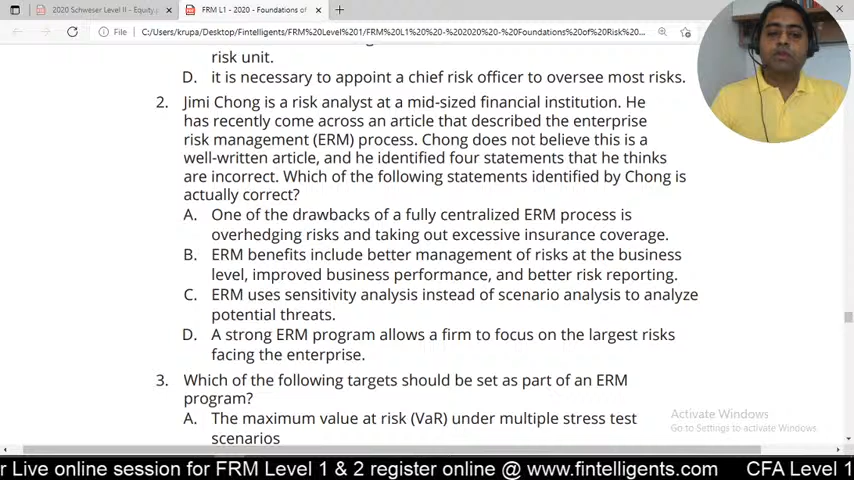 2020 Schweser Level II - Equity.p
FRM L1 - 2020 - Foundations of
File
C:/Users/krupa/Desktop/Fintelligents/FRM%20Level%201/FRM%20L1%20%20-%202020%20-%20Foundations%20of%20Risk%20M...
risk unit.
D. it is necessary to appoint a chief risk officer to oversee most risks.
2. Jimi Chong is a risk analyst at a mid-sized financial institution. He
has recently come across an article that described the enterprise
risk management (ERM) process. Chong does not believe this is a
well-written article, and he identified four statements that he thinks
are incorrect. Which of the following statements identified by Chong is
actually correct?
A. One of the drawbacks of a fully centralized ERM process is
overhedging risks and taking out excessive insurance coverage.
B. ERM benefits include better management of risks at the business
level, improved business performance, and better risk reporting.
C. ERM uses sensitivity analysis instead of scenario analysis to analyze
potential threats.
D. A strong ERM program allows a firm to focus on the largest risks
facing the enterprise.
3. Which of the following targets should be set as part of an ERM
program?
A. The maximum value at risk (VaR) under multiple stress test
scenarios
Activate Windows
Go to Settings to activate Windows.
r Live online session for FRM Level 1 & 2 register online @ www.fintelligents.com CFA Level 1